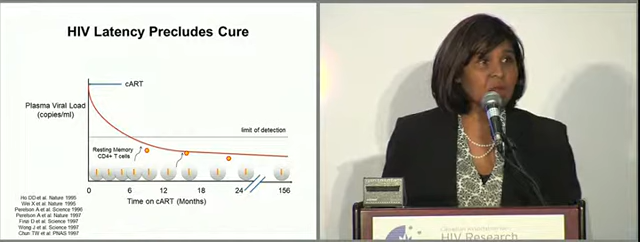 HIV Latency Precludes Cure
cART
Plasma Viral Load
(copies/ml)
limit of detection
Resting Memory
CD4+ T cells
0 6 12 18 24 156
Time on cART (Months)
Ho DD et al. Nature 1995
Wei X et al. Nature 1995
Perelson A et al. Science 1996
Perelson A et al. Nature 1997
Finzi D et al. Science 1997
Wong J et al. Science 1997
Chun TW et al. PNAS 1997
HIV Research